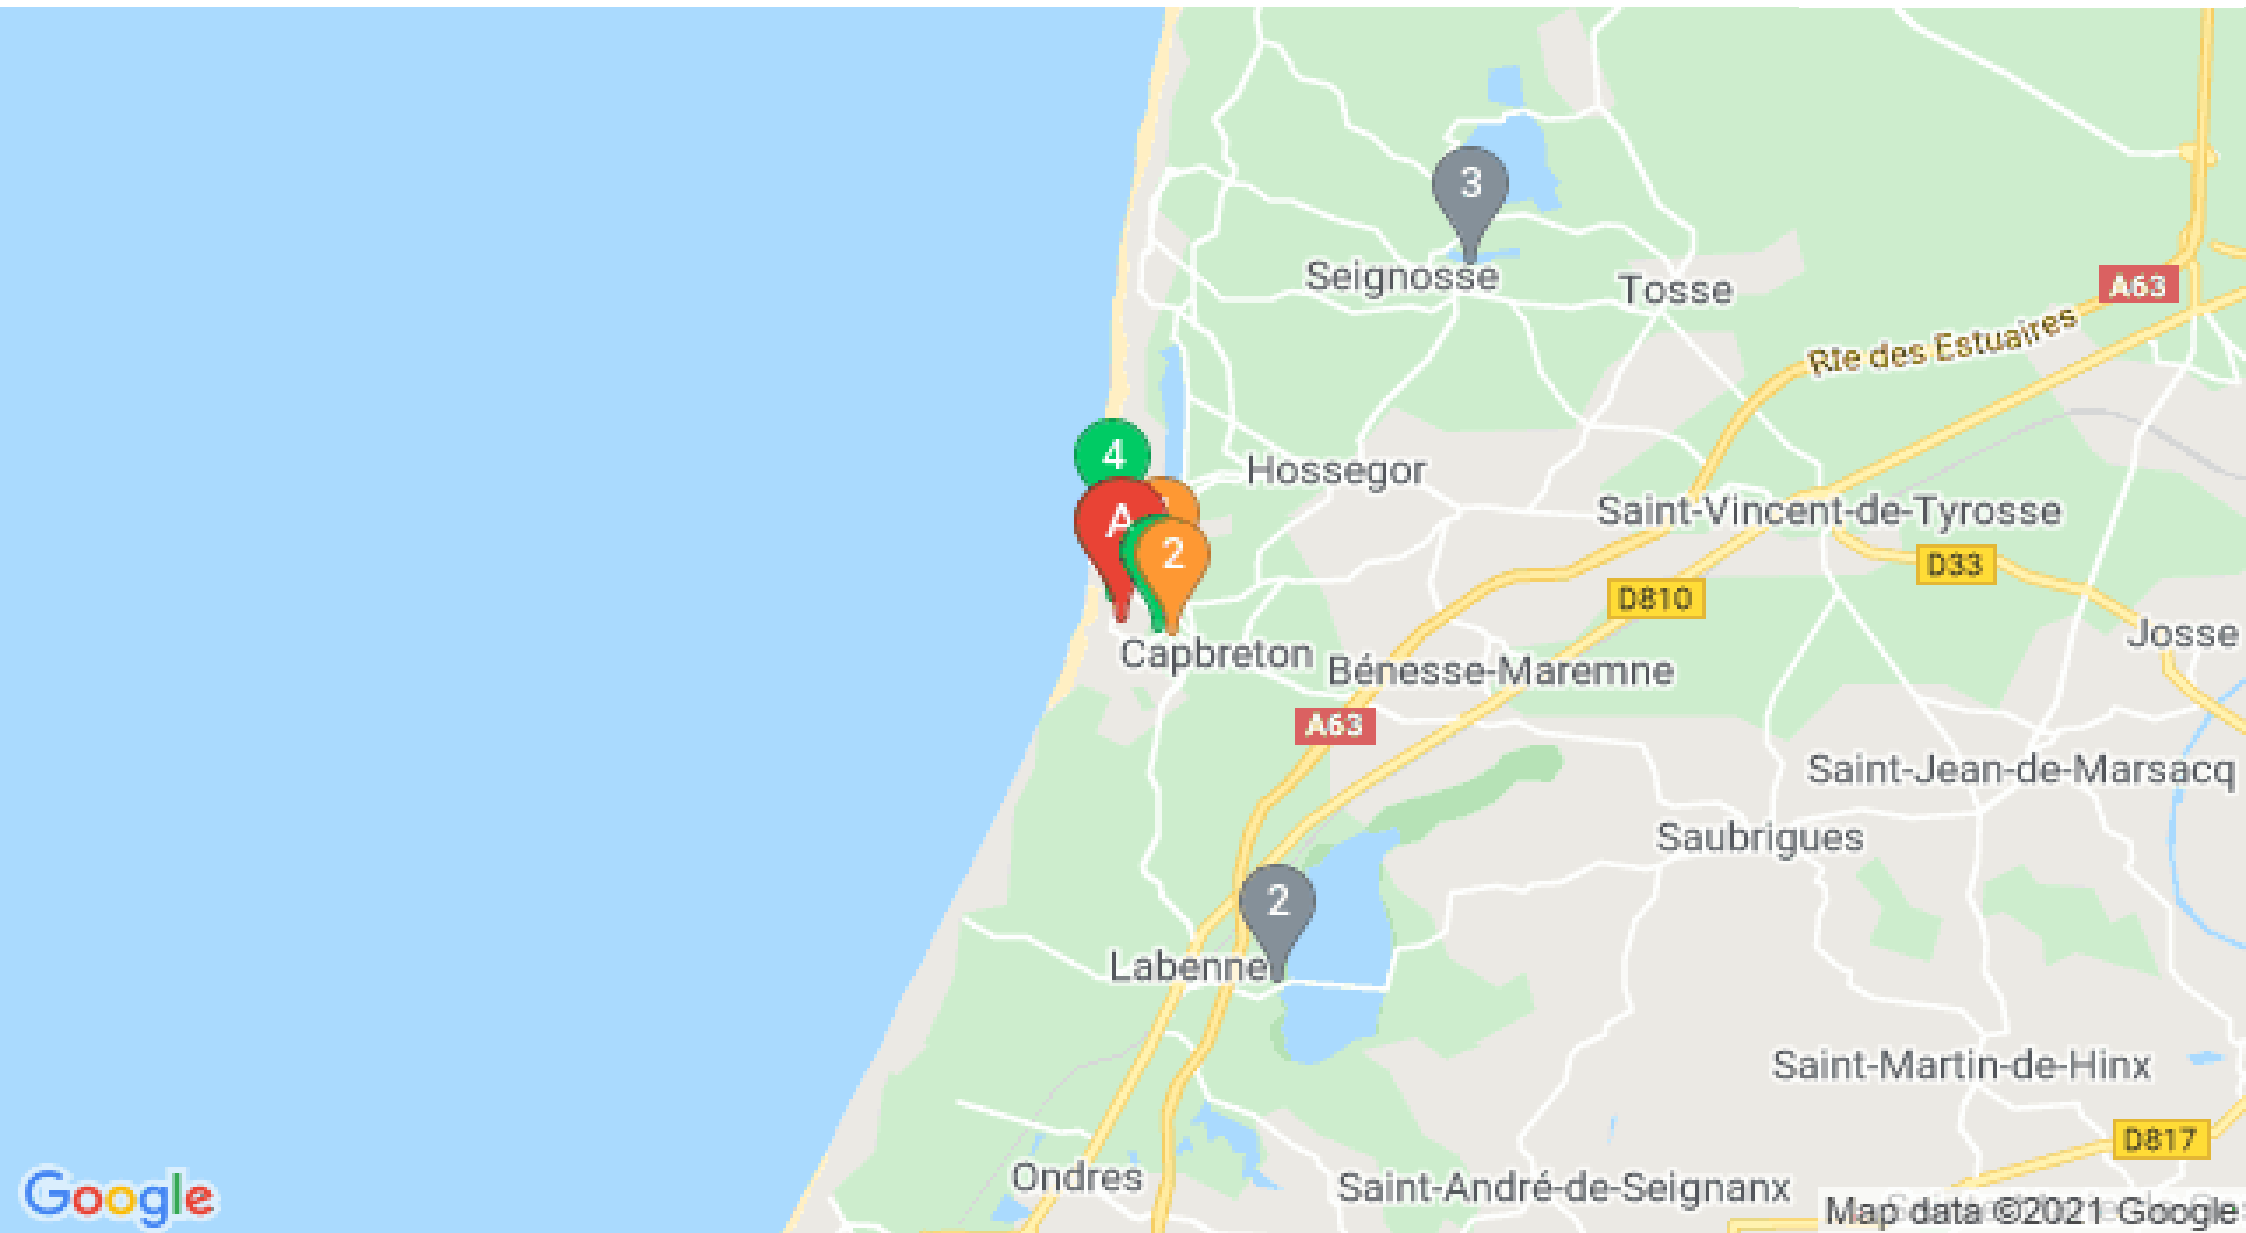 3
Seignosse
Tosse
A63
Rte des Estuaires
4
Hossegor
A
Saint-Vincent-de-Tyrosse
2
D33
D810
Josse
Capbreton
Bénesse-Maremne
A63
Saint-Jean-de-Marsacq
Saubrigues
2
Labenne
Saint-Martin-de-Hinx
D817
Ondres
Saint-André-de-Seignanx
Google
Map data ©2021 Google